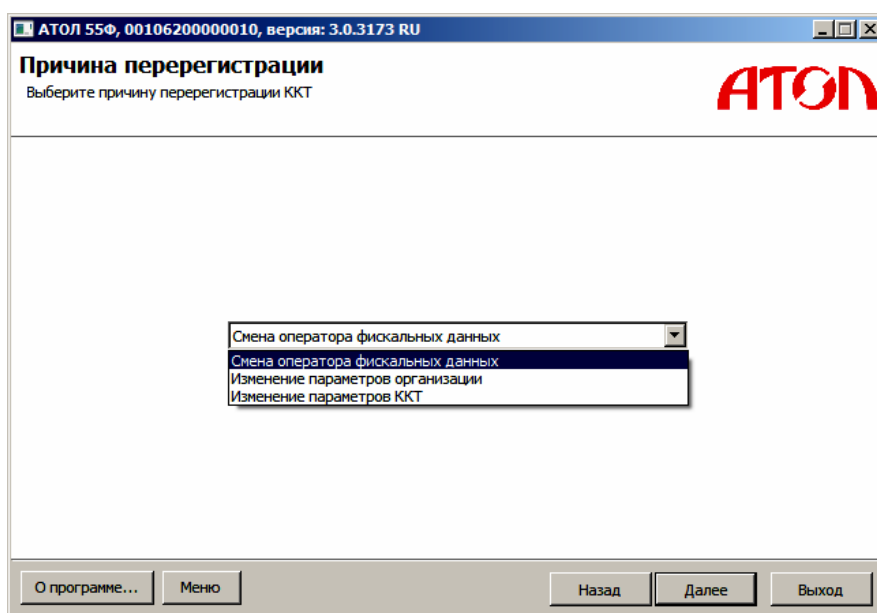 АТОЛ 55Ф, 00106200000010, версия: 3.0.3173 RU
Причина перерегистрации
Выберите причину перерегистрации ККТ
АТОЛ
Смена оператора фискальных данных
Смена оператора фискальных данных
Изменение параметров организации
Изменение параметров ККТ
О программе... Меню Назад Далее Выход